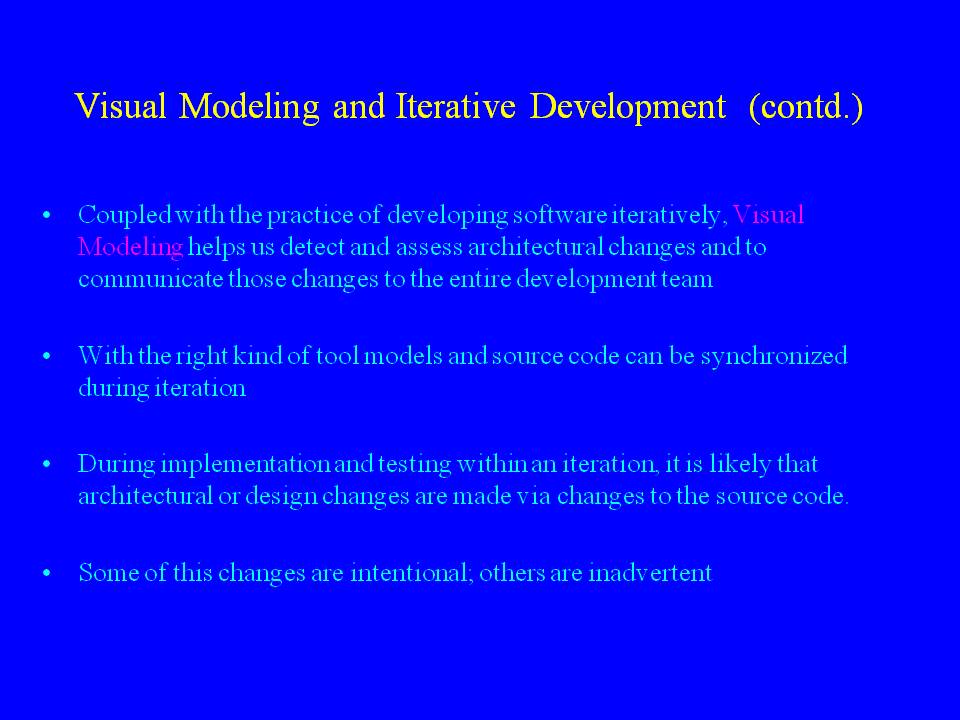 Visual Modeling and Iterative Development (contd.)
• Coupled with the practice of developing software iteratively, Visual
Modeling helps us detect and assess architectural changes and to
communicate those changes to the entire development team
• With the right kind of tool models and source code can be synchronized
during iteration
• During implementation and testing within an iteration, it is likely that
architectural or design changes are made via changes to the source code.
• Some of this changes are intentional; others are inadvertent